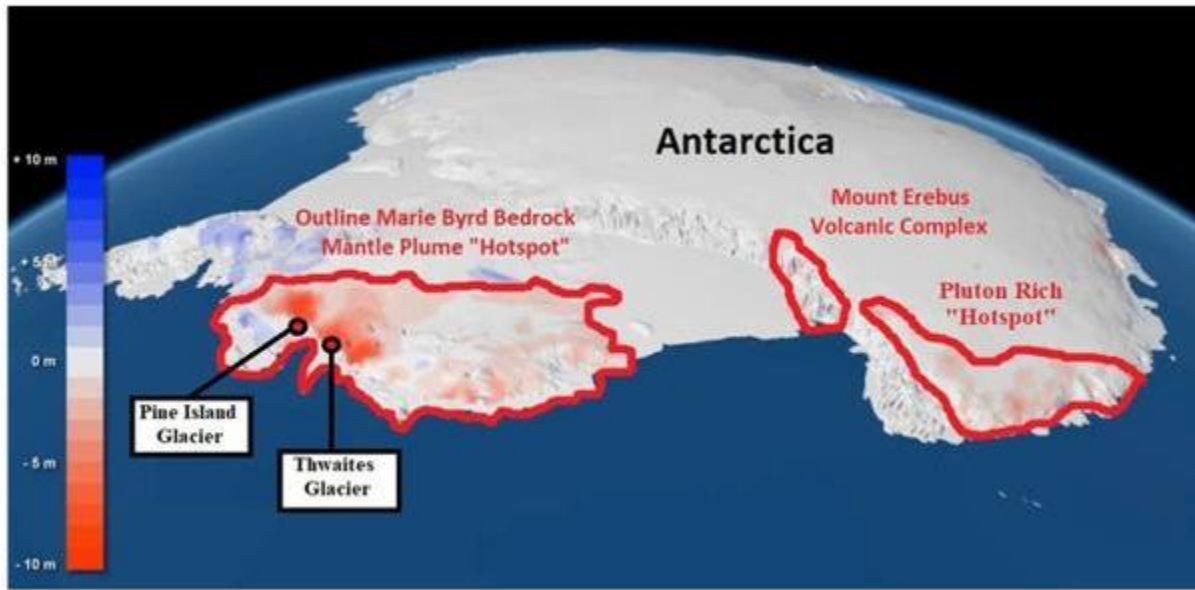 Antarctica
+ 10 m
+ 5 m
0 m
- 5 m
- 10 m
Outline Marie Byrd Bedrock
Mantle Plume "Hotspot"
Mount Erebus
Volcanic Complex
Pluton Rich
"Hotspot"
Pine Island
Glacier
Thwaites
Glacier